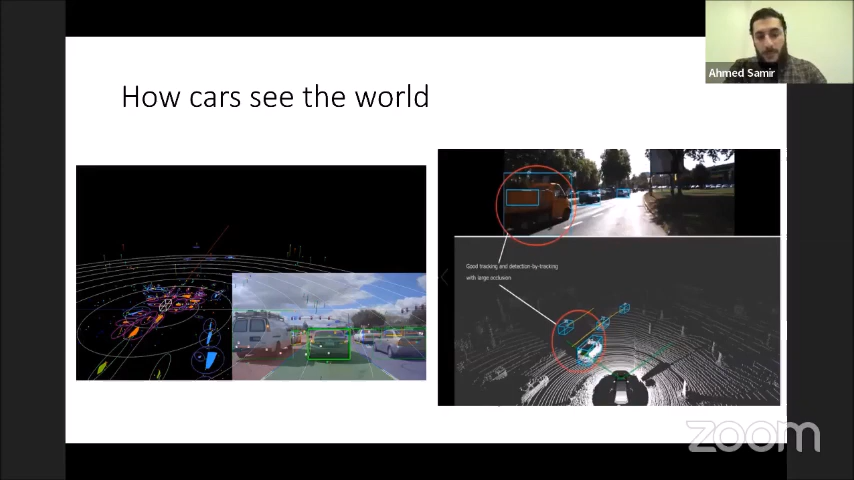 Ahmed Samir
How cars see the world
Good tracking and detection-by-tracking
with large occlusion
zoom